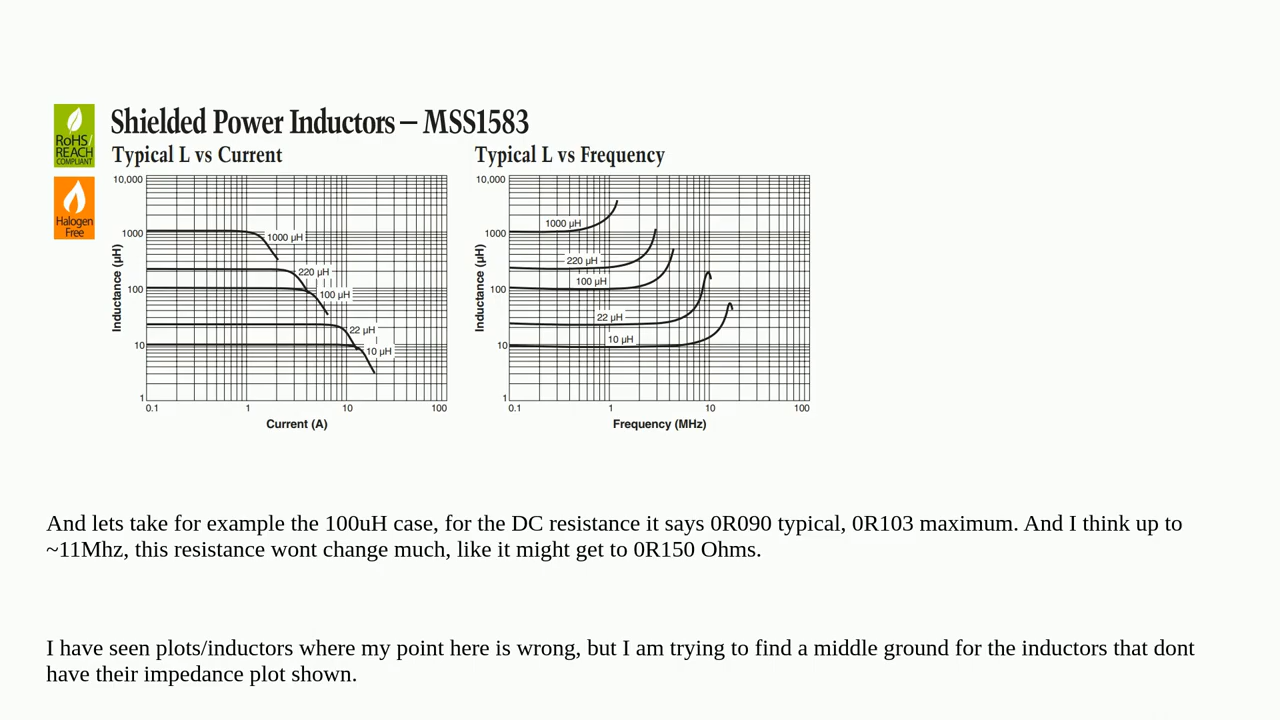 Shielded Power Inductors – MSS1583
RoHS/
REACH
COMPLIANT
Halogen
Free
Typical L vs Current
10,000
1000
100
10
1
Inductance (µH)
1000 µH
220 µH
100 µH
22 µH
10 µH
0.1
1
10
100
Current (A)
Typical L vs Frequency
10,000
1000
100
10
1
Inductance (µH)
1000 µH
220 µH
100 µH
22 µH
10 µH
0.1
1
10
100
Frequency (MHz)
And lets take for example the 100uH case, for the DC resistance it says 0R090 typical, 0R103 maximum. And I think up to
~11Mhz, this resistance wont change much, like it might get to 0R150 Ohms.
I have seen plots/inductors where my point here is wrong, but I am trying to find a middle ground for the inductors that dont
have their impedance plot shown.